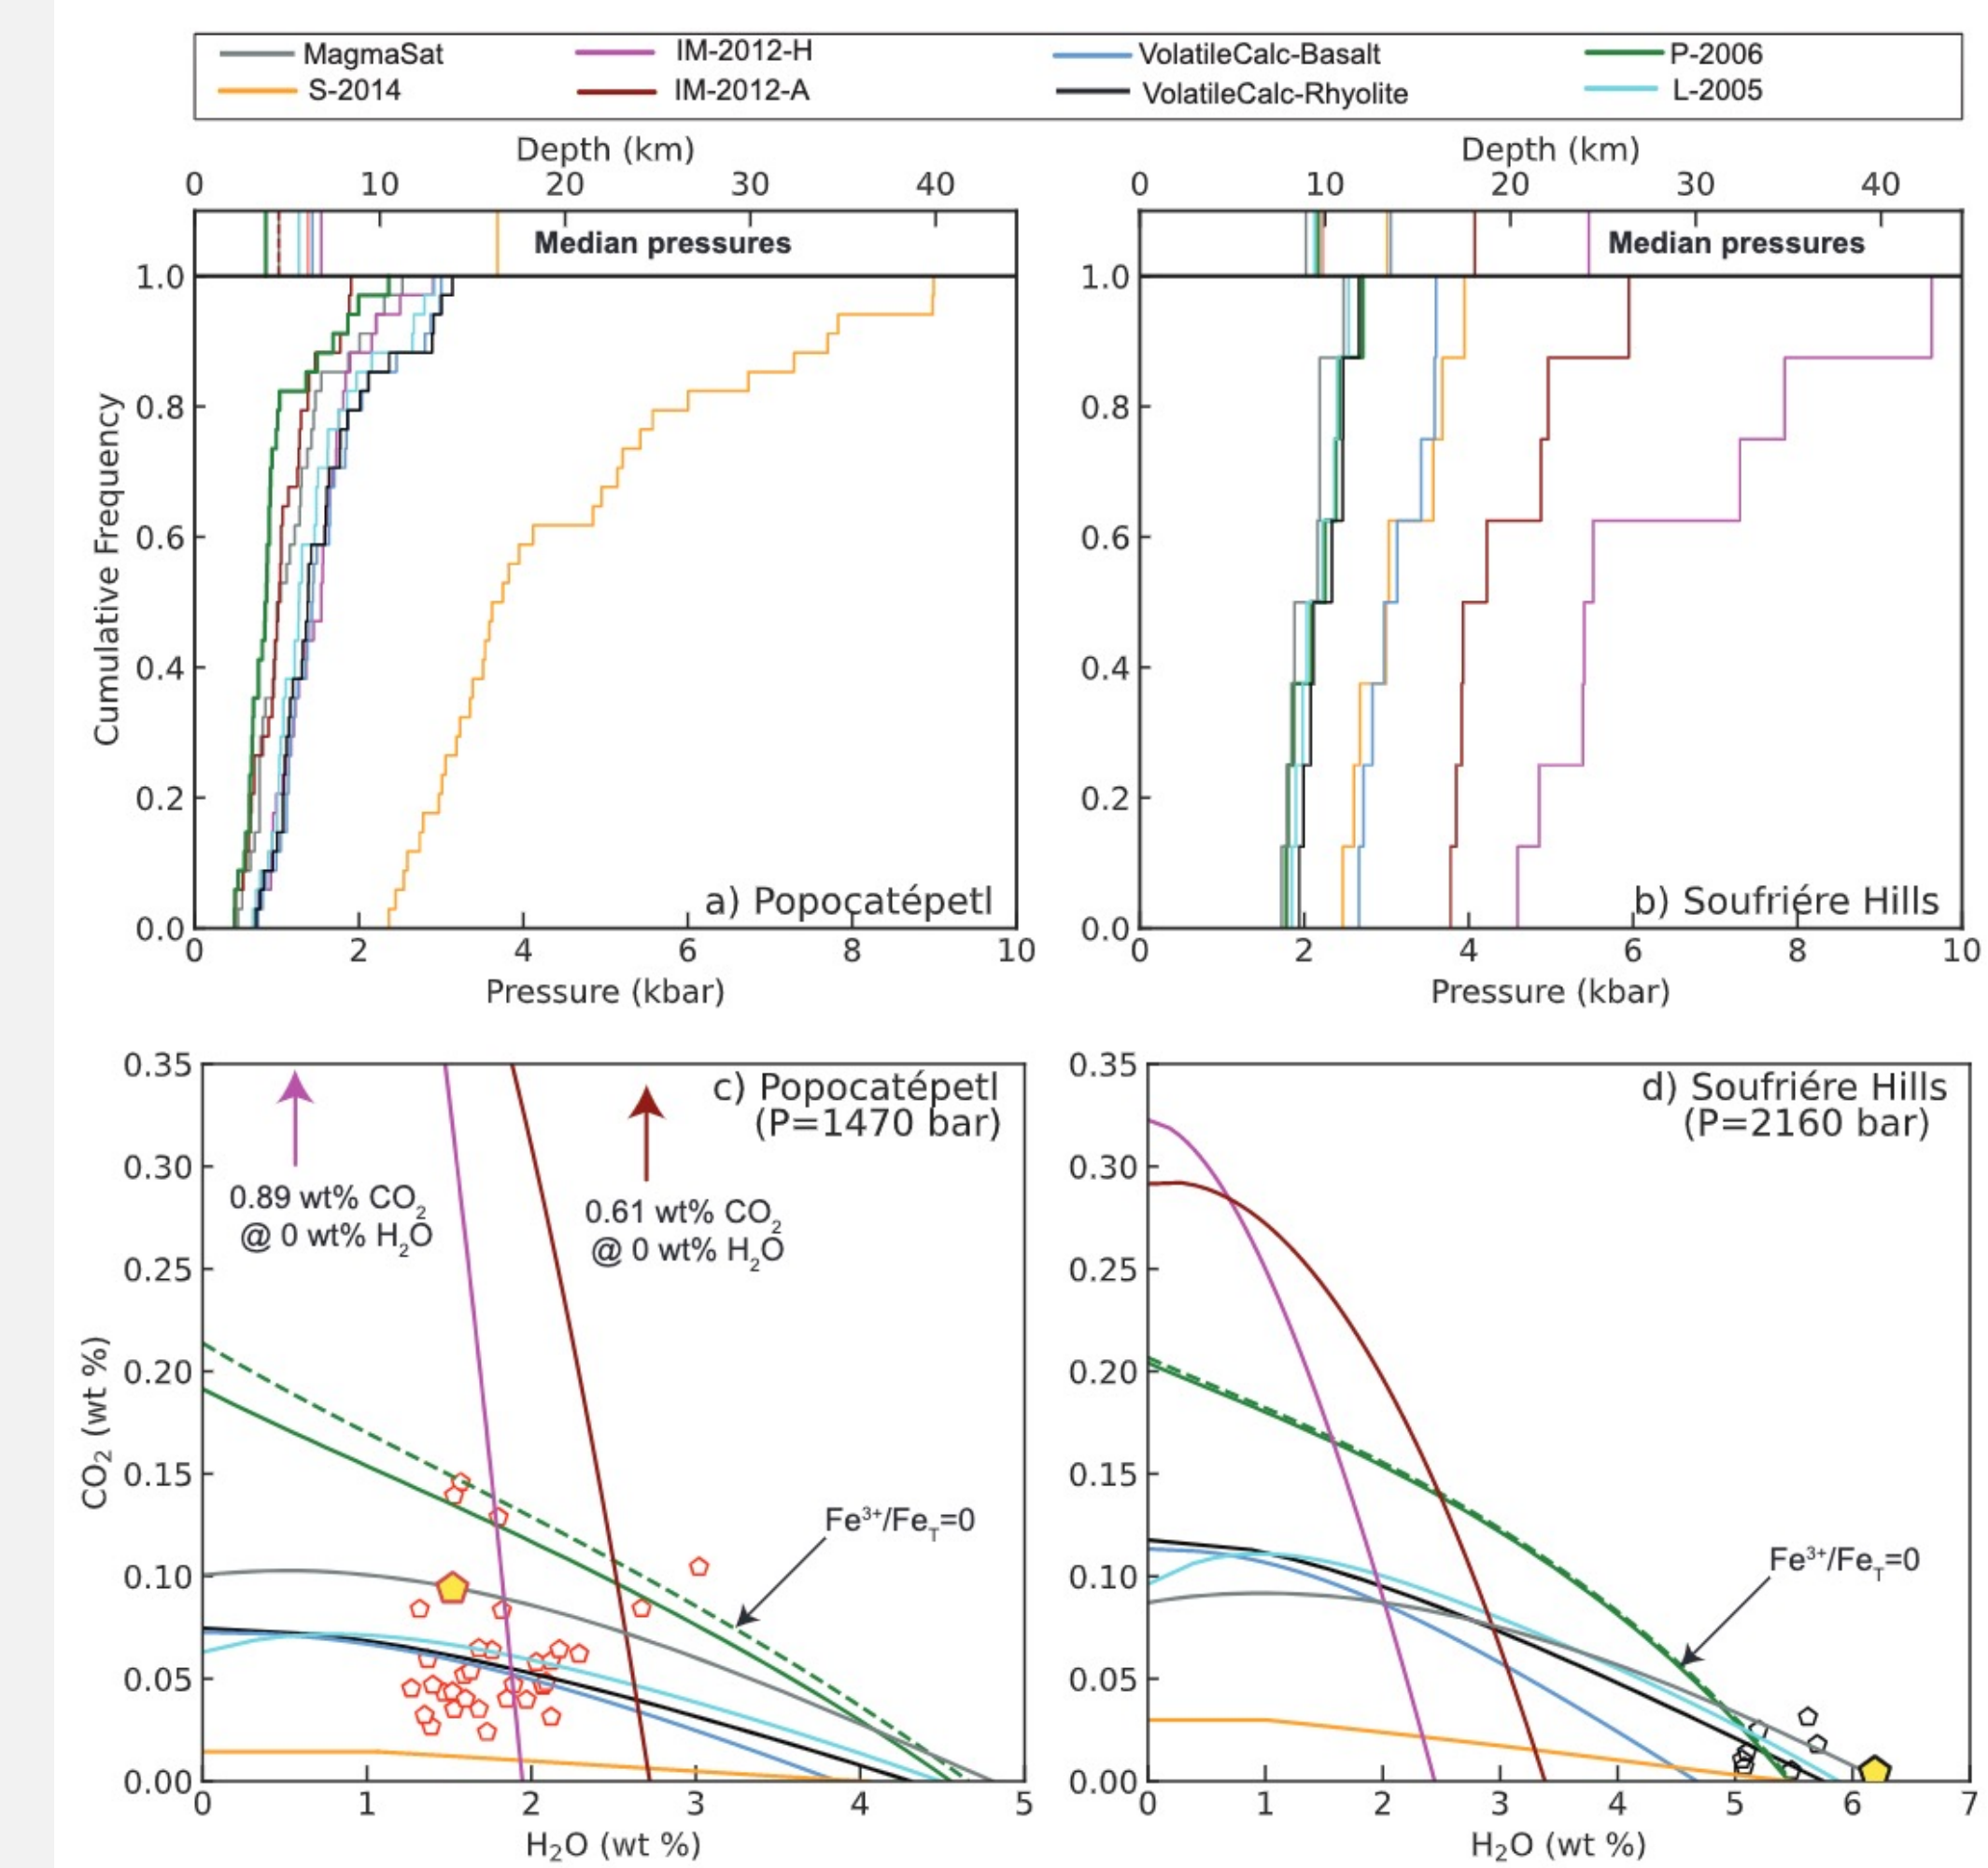 MagmaSat IM-2012-H VolatileCalc-Basalt P-2006
S-2014 IM-2012-A VolatileCalc-Rhyolite L-2005
Depth (km) Depth (km)
0 10 20 30 40 0 10 20 30 40
Median pressures Median pressures
1.0 1.0
0.8 0.8
0.6 0.6
0.4 0.4
0.2 0.2
0.0 0.0
Cumulative Frequency
a) Popocatépetl b) Soufriére Hills
0 2 4 6 8 10 0 2 4 6 8 10
Pressure (kbar) Pressure (kbar)
0.35 0.35
c) Popocatépetl d) Soufriére Hills
(P=1470 bar) (P=2160 bar)
0.30 0.30
0.89 wt% CO₂ 0.61 wt% CO₂
@ 0 wt% H₂O @ 0 wt% H₂O
0.25 0.25
0.20 0.20
0.15 0.15
Fe³⁺/Fe_T=0 Fe³⁺/Fe_T=0
0.10 0.10
0.05 0.05
0.00 0.00
CO₂ (wt %)
0 1 2 3 4 5 0 1 2 3 4 5 6 7
H₂O (wt %) H₂O (wt %)